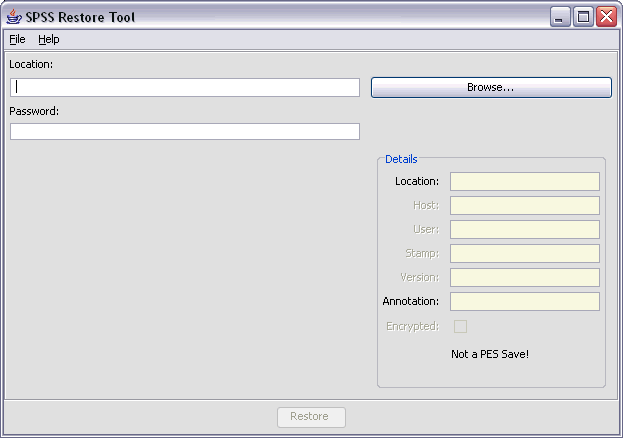 SPSS Restore Tool
File Help
Location:
Browse...
Password:
Details
Location:
Host:
User:
Stamp:
Version:
Annotation:
Encrypted:
Not a PES Save!
Restore